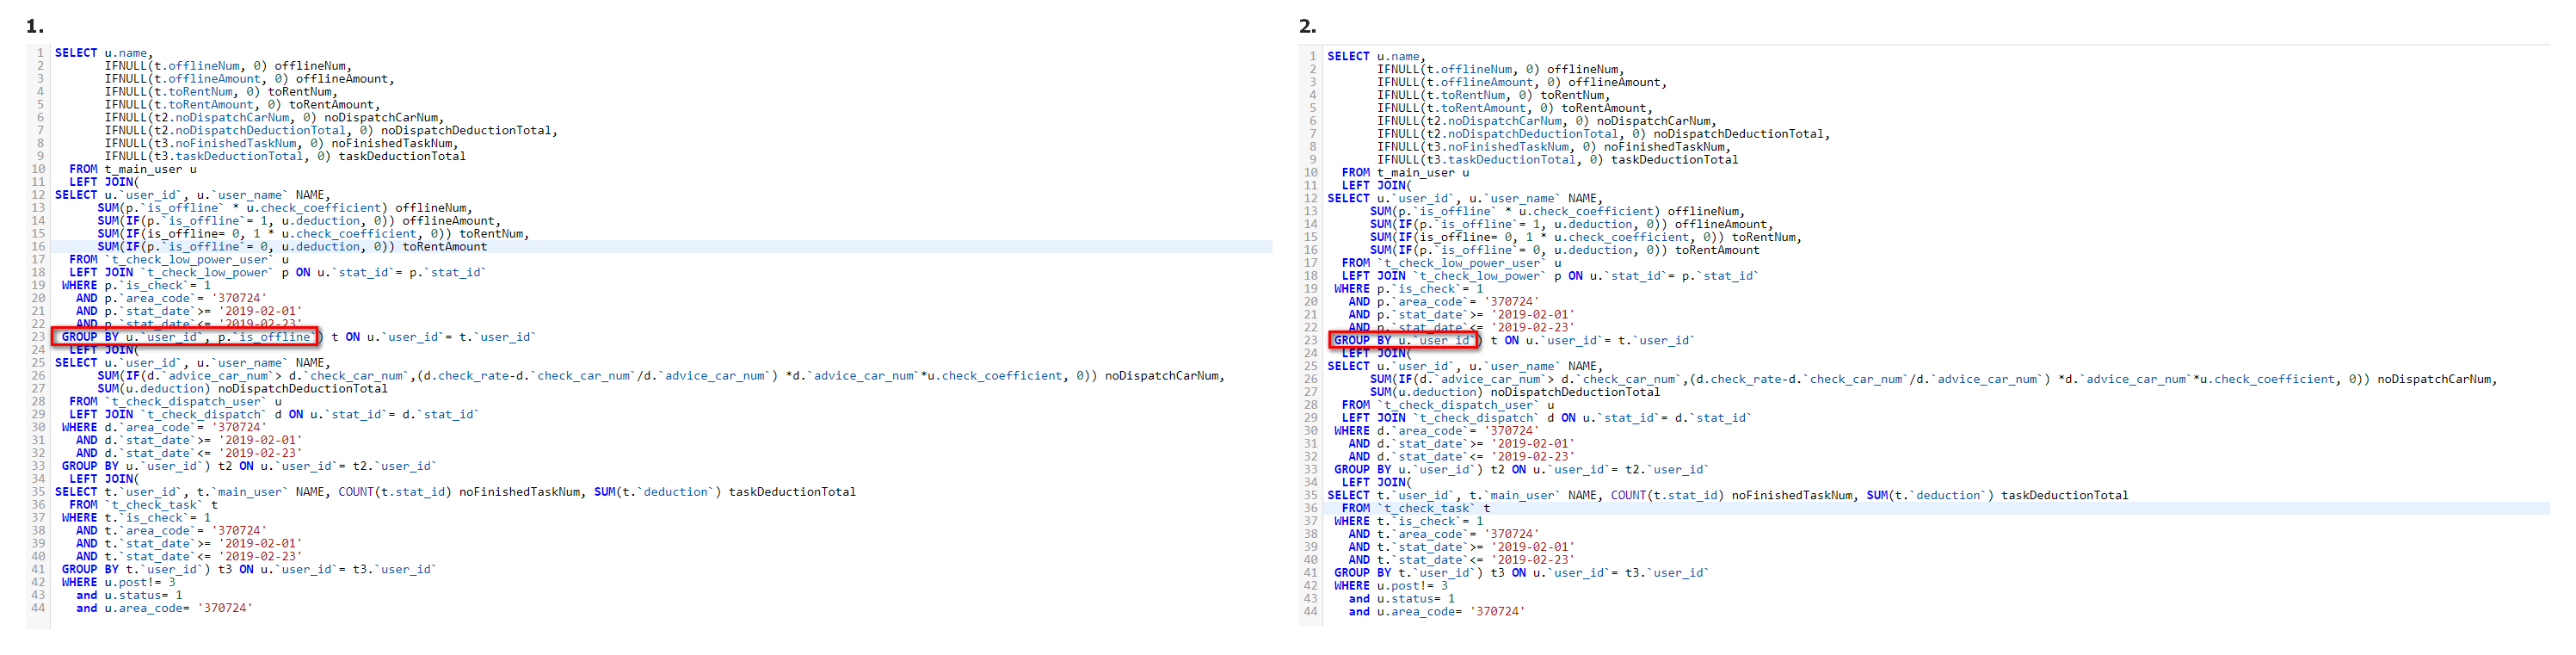 1.
1 SELECT u.name,
2 IFNULL(t.offlineNum, 0) offlineNum,
3 IFNULL(t.offlineAmount, 0) offlineAmount,
4 IFNULL(t.toRentNum, 0) toRentNum,
5 IFNULL(t.toRentAmount, 0) toRentAmount,
6 IFNULL(t2.noDispatchCarNum, 0) noDispatchCarNum,
7 IFNULL(t2.noDispatchDeductionTotal, 0) noDispatchDeductionTotal,
8 IFNULL(t3.noFinishedTaskNum, 0) noFinishedTaskNum,
9 IFNULL(t3.taskDeductionTotal, 0) taskDeductionTotal
10 FROM t_main_user u
11 LEFT JOIN(
12 SELECT u.`user_id`, u.`user_name` NAME,
13 SUM(p.`is_offline` * u.check_coefficient) offlineNum,
14 SUM(IF(p.`is_offline`= 1, u.deduction, 0)) offlineAmount,
15 SUM(IF(is_offline= 0, 1 * u.check_coefficient, 0)) toRentNum,
16 SUM(IF(p.`is_offline`= 0, u.deduction, 0)) toRentAmount
17 FROM `t_check_low_power_user` u
18 LEFT JOIN `t_check_low_power` p ON u.`stat_id`= p.`stat_id`
19 WHERE p.`is_check`= 1
20 AND p.`area_code`= '370724'
21 AND p.`stat_date`>= '2019-02-01'
22 AND p.`stat_date`<= '2019-02-23'
23 GROUP BY u.`user_id`, p.`is_offline`) t ON u.`user_id`= t.`user_id`
24 LEFT JOIN(
25 SELECT u.`user_id`, u.`user_name` NAME,
26 SUM(IF(d.`advice_car_num`> d.`check_car_num`,(d.check_rate-d.`check_car_num`/d.`advice_car_num`) *d.`advice_car_num`*u.check_coefficient, 0)) noDispatchCarNum,
27 SUM(u.deduction) noDispatchDeductionTotal
28 FROM `t_check_dispatch_user` u
29 LEFT JOIN `t_check_dispatch` d ON u.`stat_id`= d.`stat_id`
30 WHERE d.`area_code`= '370724'
31 AND d.`stat_date`>= '2019-02-01'
32 AND d.`stat_date`<= '2019-02-23'
33 GROUP BY u.`user_id`) t2 ON u.`user_id`= t2.`user_id`
34 LEFT JOIN(
35 SELECT t.`user_id`, t.`main_user` NAME, COUNT(t.stat_id) noFinishedTaskNum, SUM(t.`deduction`) taskDeductionTotal
36 FROM `t_check_task` t
37 WHERE t.`is_check`= 1
38 AND t.`area_code`= '370724'
39 AND t.`stat_date`>= '2019-02-01'
40 AND t.`stat_date`<= '2019-02-23'
41 GROUP BY t.`user_id`) t3 ON u.`user_id`= t3.`user_id`
42 WHERE u.post!= 3
43 and u.status= 1
44 and u.area_code= '370724'
2.
1 SELECT u.name,
2 IFNULL(t.offlineNum, 0) offlineNum,
3 IFNULL(t.offlineAmount, 0) offlineAmount,
4 IFNULL(t.toRentNum, 0) toRentNum,
5 IFNULL(t.toRentAmount, 0) toRentAmount,
6 IFNULL(t2.noDispatchCarNum, 0) noDispatchCarNum,
7 IFNULL(t2.noDispatchDeductionTotal, 0) noDispatchDeductionTotal,
8 IFNULL(t3.noFinishedTaskNum, 0) noFinishedTaskNum,
9 IFNULL(t3.taskDeductionTotal, 0) taskDeductionTotal
10 FROM t_main_user u
11 LEFT JOIN(
12 SELECT u.`user_id`, u.`user_name` NAME,
13 SUM(p.`is_offline` * u.check_coefficient) offlineNum,
14 SUM(IF(p.`is_offline`= 1, u.deduction, 0)) offlineAmount,
15 SUM(IF(is_offline= 0, 1 * u.check_coefficient, 0)) toRentNum,
16 SUM(IF(p.`is_offline`= 0, u.deduction, 0)) toRentAmount
17 FROM `t_check_low_power_user` u
18 LEFT JOIN `t_check_low_power` p ON u.`stat_id`= p.`stat_id`
19 WHERE p.`is_check`= 1
20 AND p.`area_code`= '370724'
21 AND p.`stat_date`>= '2019-02-01'
22 AND p.`stat_date`<= '2019-02-23'
23 GROUP BY u.`user_id`) t ON u.`user_id`= t.`user_id`
24 LEFT JOIN(
25 SELECT u.`user_id`, u.`user_name` NAME,
26 SUM(IF(d.`advice_car_num`> d.`check_car_num`,(d.check_rate-d.`check_car_num`/d.`advice_car_num`) *d.`advice_car_num`*u.check_coefficient, 0)) noDispatchCarNum,
27 SUM(u.deduction) noDispatchDeductionTotal
28 FROM `t_check_dispatch_user` u
29 LEFT JOIN `t_check_dispatch` d ON u.`stat_id`= d.`stat_id`
30 WHERE d.`area_code`= '370724'
31 AND d.`stat_date`>= '2019-02-01'
32 AND d.`stat_date`<= '2019-02-23'
33 GROUP BY u.`user_id`) t2 ON u.`user_id`= t2.`user_id`
34 LEFT JOIN(
35 SELECT t.`user_id`, t.`main_user` NAME, COUNT(t.stat_id) noFinishedTaskNum, SUM(t.`deduction`) taskDeductionTotal
36 FROM `t_check_task` t
37 WHERE t.`is_check`= 1
38 AND t.`area_code`= '370724'
39 AND t.`stat_date`>= '2019-02-01'
40 AND t.`stat_date`<= '2019-02-23'
41 GROUP BY t.`user_id`) t3 ON u.`user_id`= t3.`user_id`
42 WHERE u.post!= 3
43 and u.status= 1
44 and u.area_code= '370724'